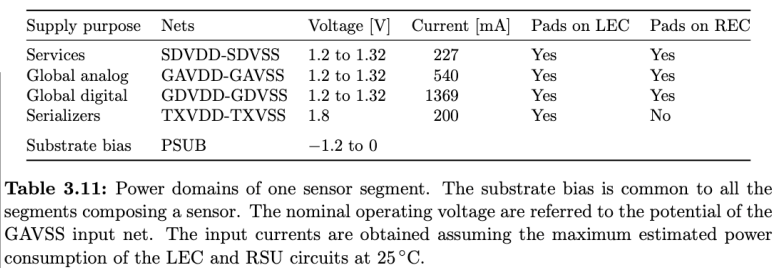 Supply purpose Nets Voltage [V] Current [mA] Pads on LEC Pads on REC
Services SDVDD-SDVSS 1.2 to 1.32 227 Yes Yes
Global analog GAVDD-GAVSS 1.2 to 1.32 540 Yes Yes
Global digital GDVDD-GDVSS 1.2 to 1.32 1369 Yes Yes
Serializers TXVDD-TXVSS 1.8 200 Yes No
Substrate bias PSUB −1.2 to 0
Table 3.11: Power domains of one sensor segment. The substrate bias is common to all the
segments composing a sensor. The nominal operating voltage are referred to the potential of the
GAVSS input net. The input currents are obtained assuming the maximum estimated power
consumption of the LEC and RSU circuits at 25 °C.